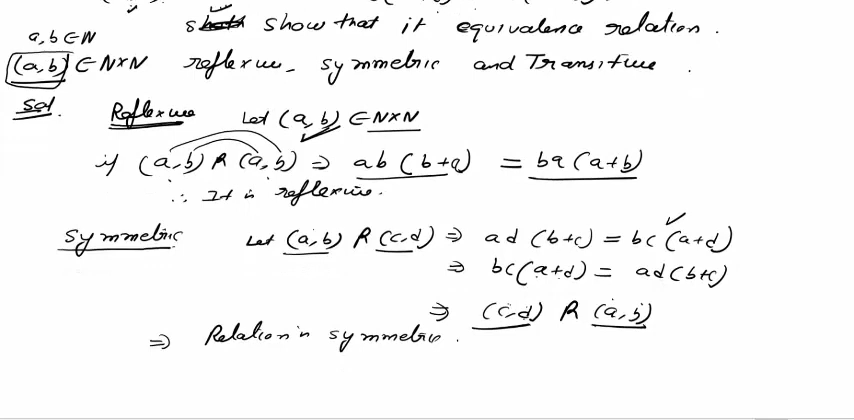 show that it equivalence relation.
a, b ∈ N
(a, b) ∈ N×N reflexive, symmetric and Transitive.
Sol. Reflexive Let (a, b) ∈ N×N
if (a, b) R (a, b) ⇒ ab (b+a) = ba (a+b)
∴ It is reflexive.
Symmetric Let (a, b) R (c, d) ⇒ ad (b+c) = bc (a+d)
⇒ bc (a+d) = ad (b+c)
⇒ (c, d) R (a, b)
⇒ Relation is symmetric.